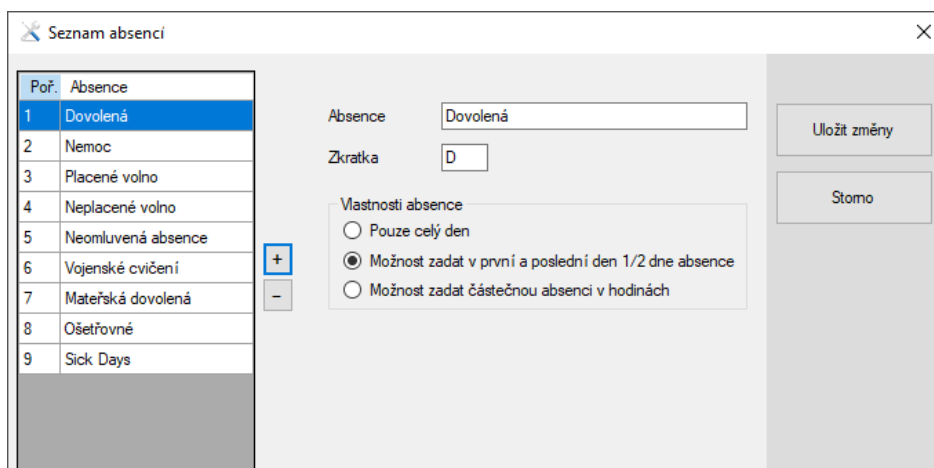 Seznam absencí
Poř. Absence
1 Dovolená
2 Nemoc
3 Placené volno
4 Neplacené volno
5 Neomluvená absence
6 Vojenské cvičení
7 Mateřská dovolená
8 Ošetřovné
9 Sick Days
+
-
Absence Dovolená
Zkratka D
Vlastnosti absence
Pouze celý den
Možnost zadat v první a poslední den 1/2 dne absence
Možnost zadat částečnou absenci v hodinách
Uložit změny
Storno